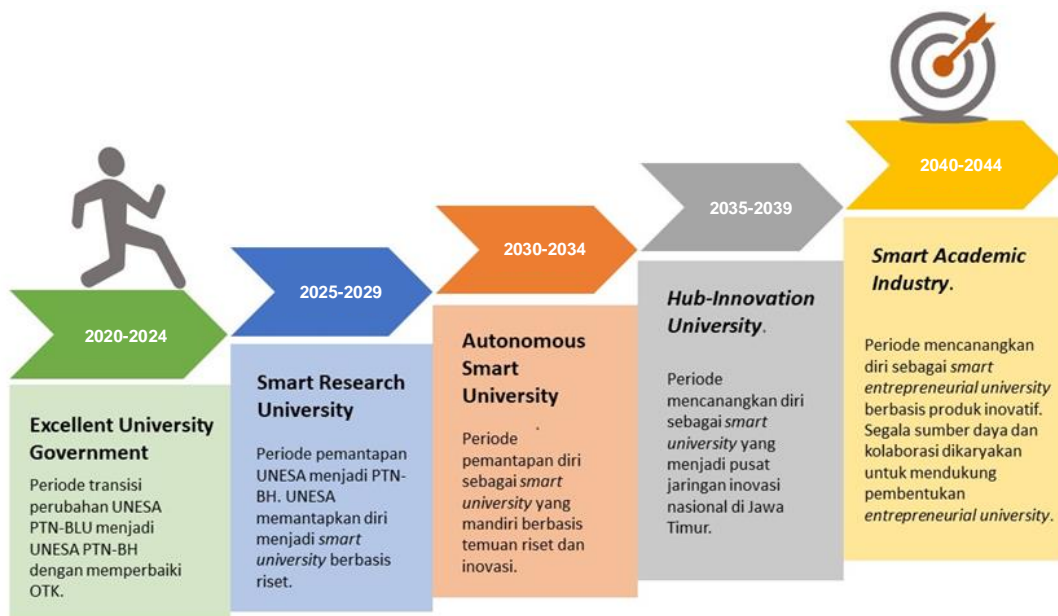 2020-2024
Excellent University
Government
Periode transisi
perubahan UNESA
PTN-BLU menjadi
UNESA PTN-BH
dengan memperbaiki
OTK.
2025-2029
Smart Research
University
Periode pemantapan
UNESA menjadi PTN-
BH. UNESA
memantapkan diri
menjadi smart
university berbasis
riset.
2030-2034
Autonomous
Smart
University
Periode
pemantapan diri
sebagai smart
university yang
mandiri berbasis
temuan riset dan
inovasi.
2035-2039
Hub-Innovation
University.
Periode
mencanangkan diri
sebagai smart
university yang
menjadi pusat
jaringan inovasi
nasional di Jawa
Timur.
2040-2044
Smart Academic
Industry.
Periode mencanangkan
diri sebagai smart
entrepreneurial university
berbasis produk inovatif.
Segala sumber daya dan
kolaborasi dikaryakan
untuk mendukung
pembentukan
entrepreneurial university.